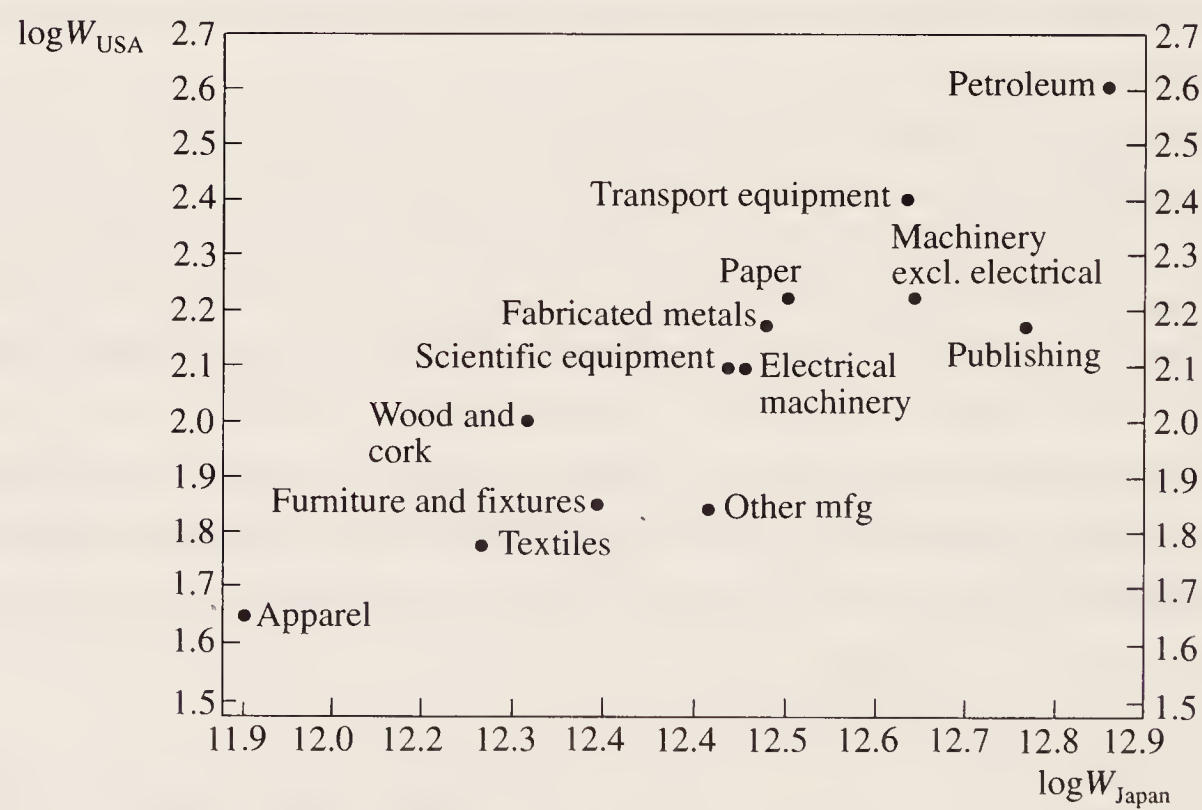 logW_USA
2.7 2.7
Petroleum
2.6 2.6
2.5 2.5
Transport equipment
2.4 2.4
Machinery
excl. electrical
Paper
2.3 2.3
Fabricated metals
2.2 2.2
Scientific equipment
Electrical
machinery
Publishing
2.1 2.1
Wood and
cork
2.0 2.0
Furniture and fixtures
Other mfg
1.9 1.9
Textiles
1.8 1.8
1.7 1.7
Apparel
1.6 1.6
1.5 1.5
11.9 12.0 12.2 12.3 12.4 12.4 12.5 12.6 12.7 12.8 12.9
logW_Japan